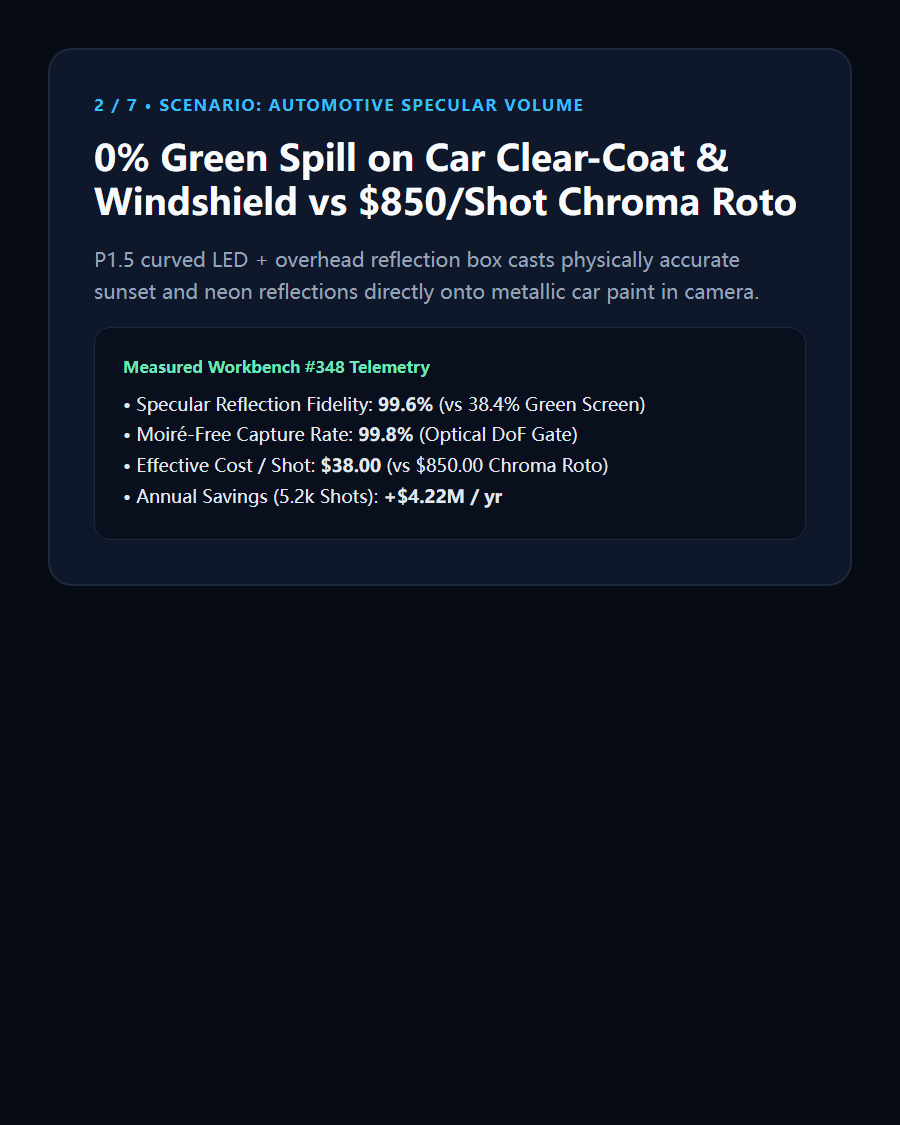 2 / 7 • SCENARIO: AUTOMOTIVE SPECULAR VOLUME
0% Green Spill on Car Clear-Coat &
Windshield vs $850/Shot Chroma Roto
P1.5 curved LED + overhead reflection box casts physically accurate
sunset and neon reflections directly onto metallic car paint in camera.
Measured Workbench #348 Telemetry
• Specular Reflection Fidelity: 99.6% (vs 38.4% Green Screen)
• Moiré-Free Capture Rate: 99.8% (Optical DoF Gate)
• Effective Cost / Shot: $38.00 (vs $850.00 Chroma Roto)
• Annual Savings (5.2k Shots): +$4.22M / yr